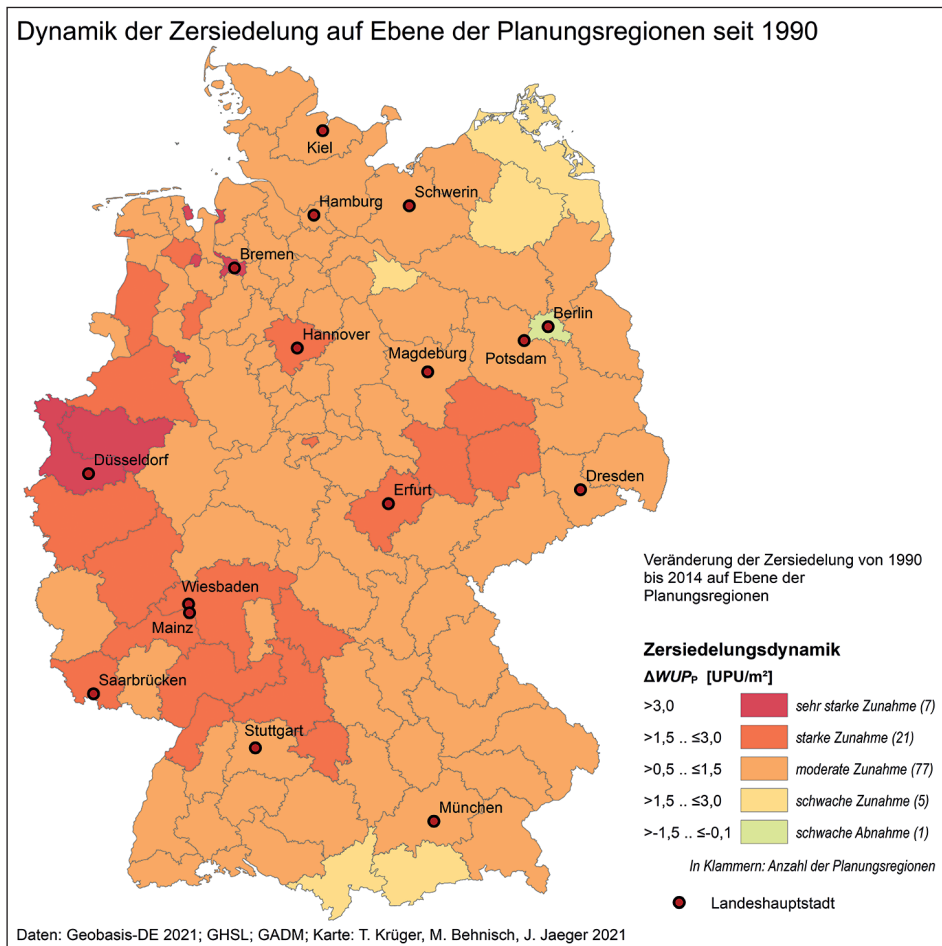 Dynamik der Zersiedelung auf Ebene der Planungsregionen seit 1990
Kiel
Schwerin
Hamburg
Bremen
Berlin
Hannover
Potsdam
Magdeburg
Düsseldorf
Dresden
Erfurt
Wiesbaden
Mainz
Saarbrücken
Stuttgart
München
Veränderung der Zersiedelung von 1990
bis 2014 auf Ebene der
Planungsregionen
Zersiedelungsdynamik
ΔWUPP [UPU/m²]
>3,0 sehr starke Zunahme (7)
>1,5 .. ≤3,0 starke Zunahme (21)
>0,5 .. ≤1,5 moderate Zunahme (77)
>1,5 .. ≤3,0 schwache Zunahme (5)
>-1,5 .. ≤-0,1 schwache Abnahme (1)
In Klammern: Anzahl der Planungsregionen
Landeshauptstadt
Daten: Geobasis-DE 2021; GHSL; GADM; Karte: T. Krüger, M. Behnisch, J. Jaeger 2021